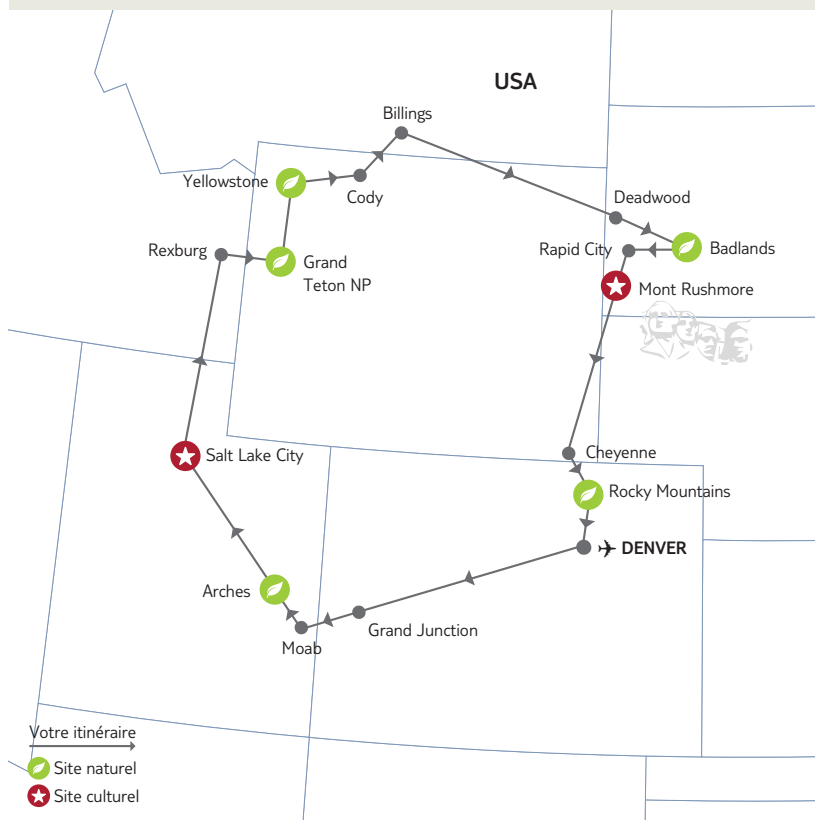 USA
Billings
Yellowstone
Cody
Deadwood
Rexburg
Rapid City
Badlands
Grand
Teton NP
Mont Rushmore
Salt Lake City
Cheyenne
Rocky Mountains
DENVER
Arches
Grand Junction
Moab
Votre itinéraire
Site naturel
Site culturel